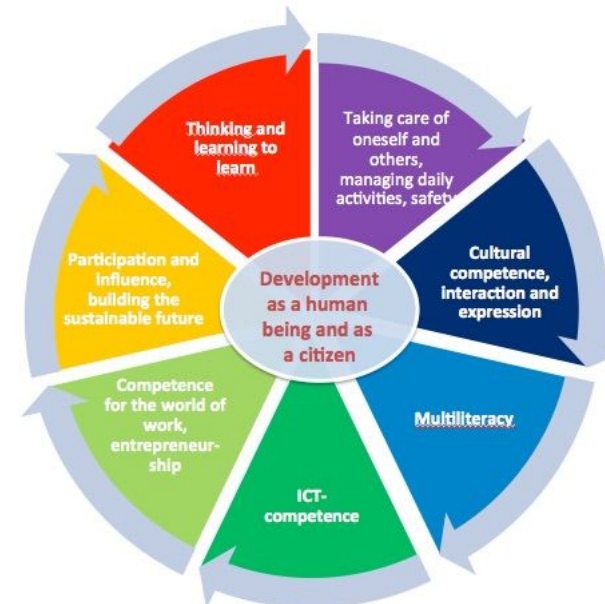 Thinking and
learning to
learn
Taking care of
oneself and
others,
managing daily
activities, safety
Cultural
competence,
interaction and
expression
Multiliteracy
ICT-
competence
Competence
for the world of
work,
entrepreneur-
ship
Participation and
Influence,
building the
sustainable future
Development
as a human
being and as
a citizen